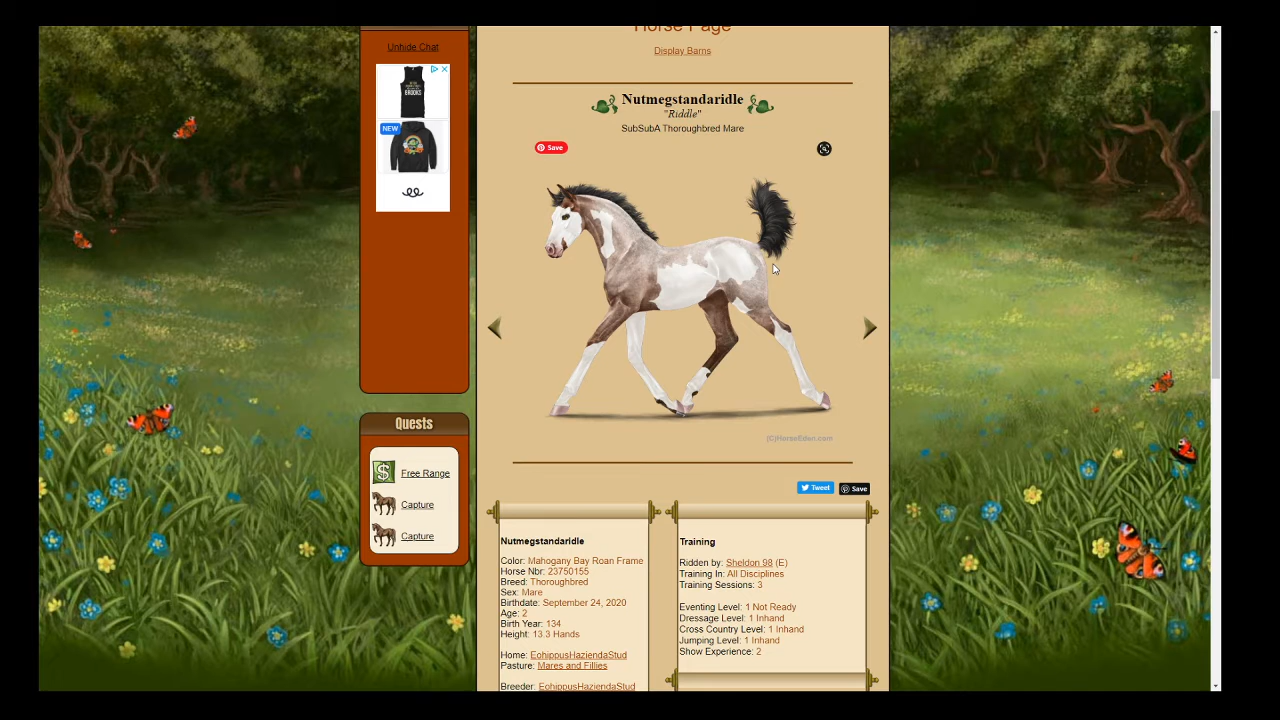 Horse Page
Display Barns
Unhide Chat
BROOKS
NEW
Nutmegstandaridle
"Riddle"
SubSubA Thoroughbred Mare
Save
(C)HorseEden.com
Tweet
Save
Quests
Free Range
Capture
Capture
Nutmegstandaridle
Color: Mahogany Bay Roan Frame
Horse Nbr: 23750155
Breed: Thoroughbred
Sex: Mare
Birthdate: September 24, 2020
Age: 2
Birth Year: 134
Height: 13.3 Hands
Home: EohippusHaziendaStud
Pasture: Mares and Fillies
Breeder: EohippusHaziendaStud
Training
Ridden by: Sheldon 98 (E)
Training In: All Disciplines
Training Sessions: 3
Eventing Level: 1 Not Ready
Dressage Level: 1 Inhand
Cross Country Level: 1 Inhand
Jumping Level: 1 Inhand
Show Experience: 2